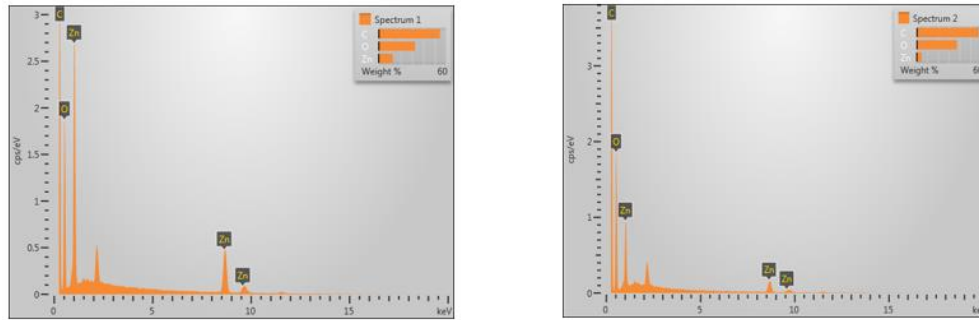 C
3
Zn
Spectrum 1
C
O
Zn
Weight %
60
2.5
2
O
cps/eV
1.5
1
0.5
Zn
Zn
0
0
5
10
15
keV
C
Spectrum 2
C
O
Zn
Weight %
3
2
O
cps/eV
1
Zn
Zn
Zn
0
0
5
10
15